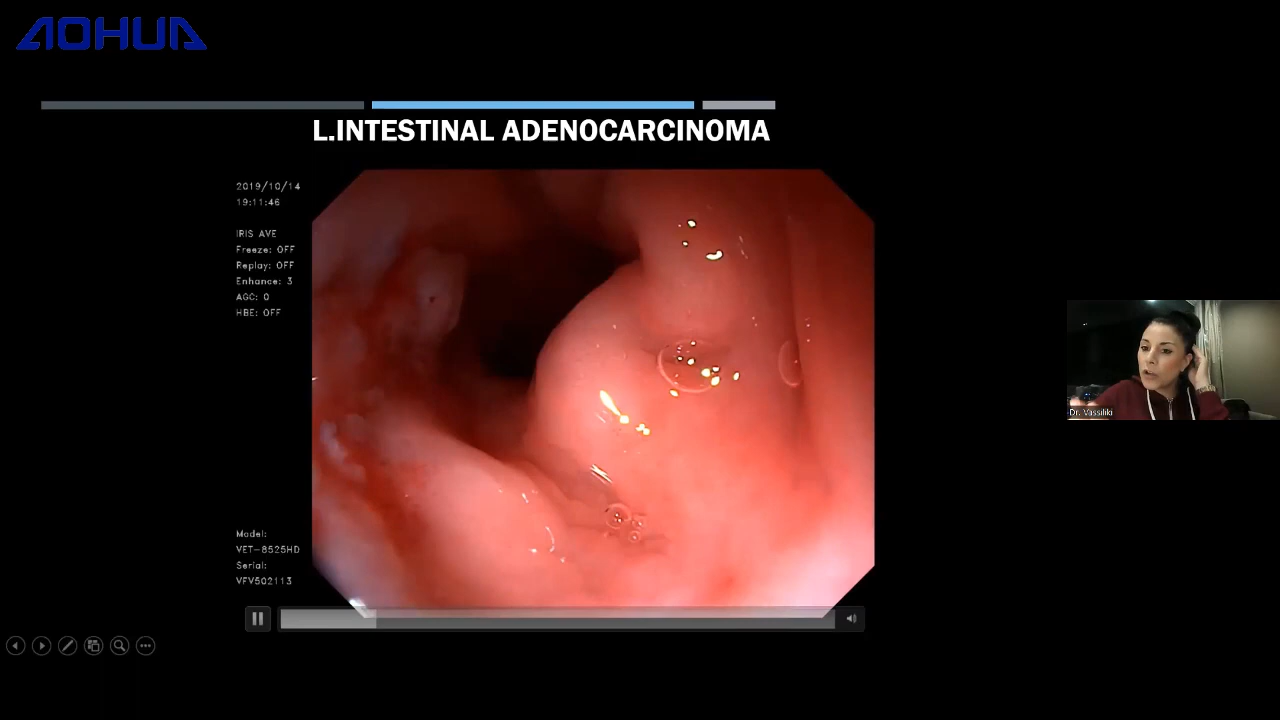 AOHUA
L.INTESTINAL ADENOCARCINOMA
2019/10/14
19:11:46
IRIS AVE
Freeze: OFF
Replay: OFF
Enhance: 3
AGC: 0
HBE: OFF
Model:
VET-8525HD
Serial:
VFV502113
Dr. Vassiliki